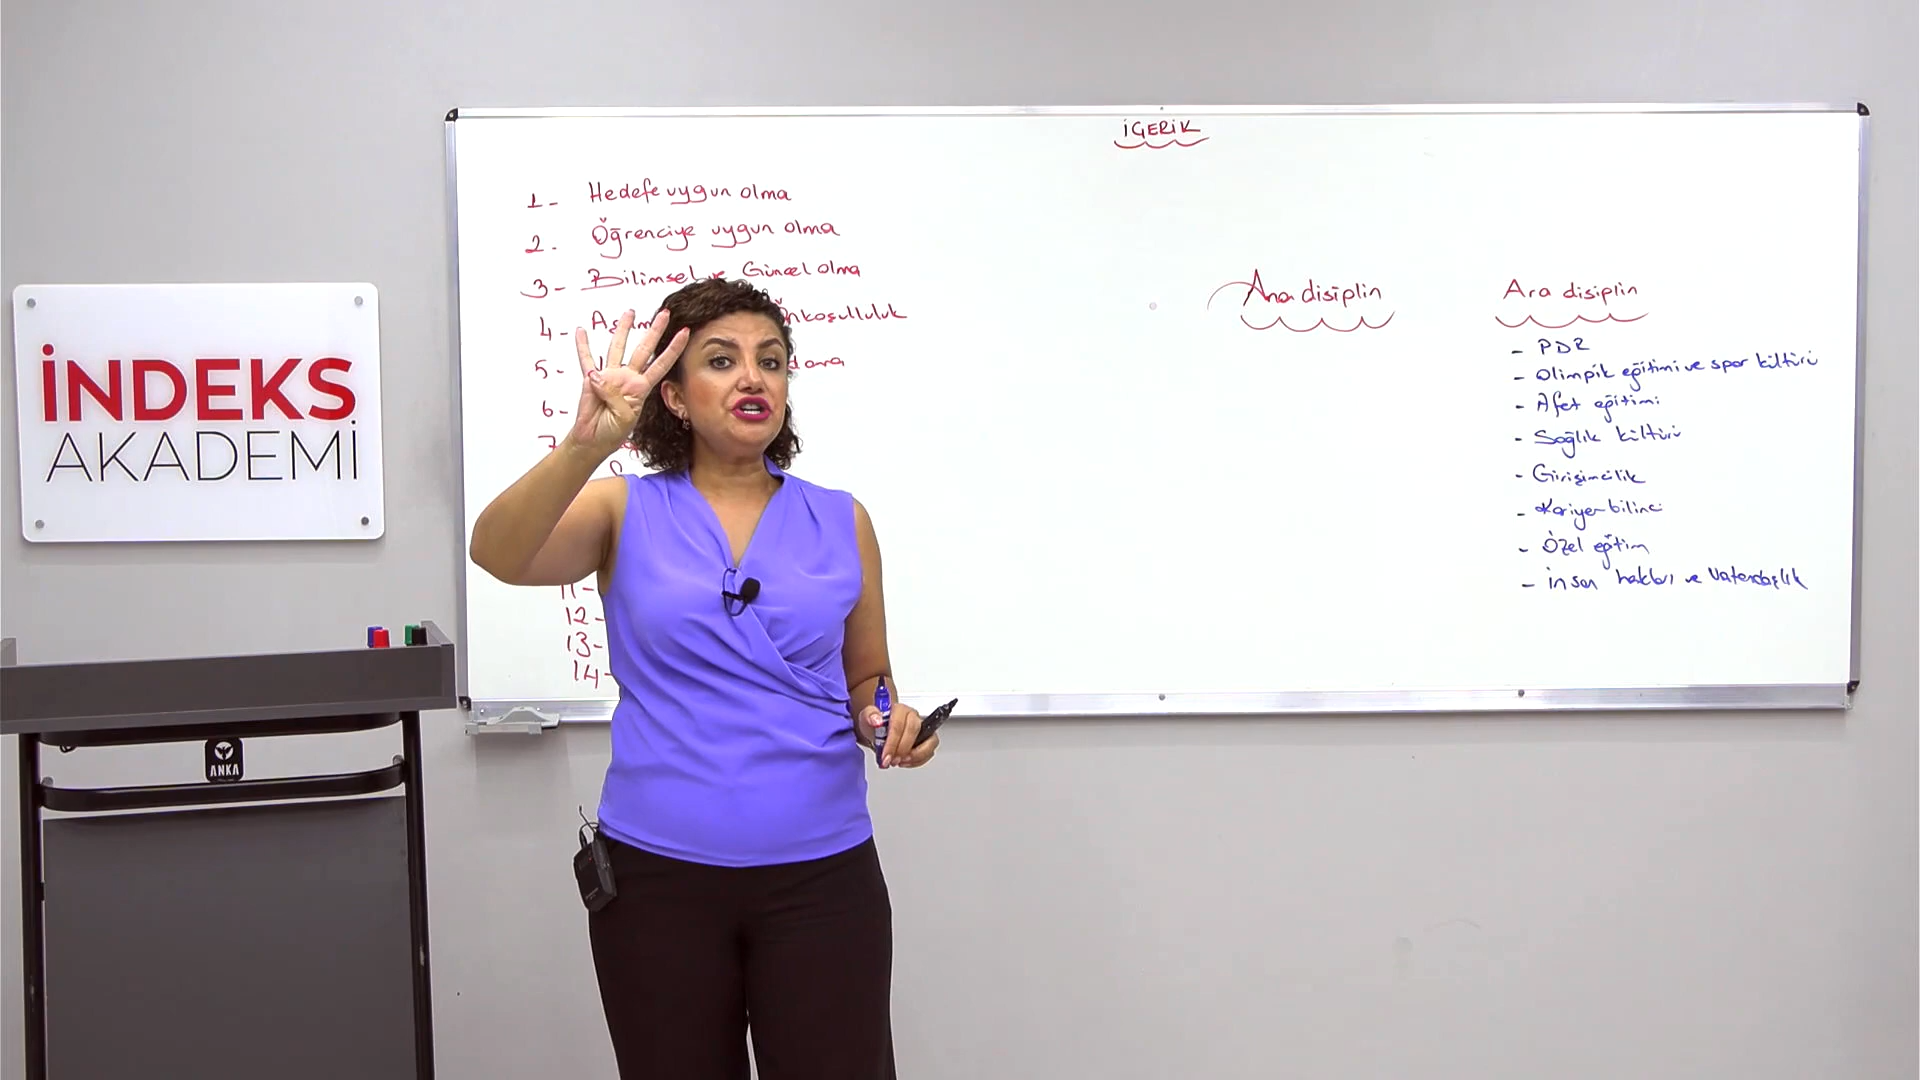 İÇERİK
1- Hedefe uygun olma
2- Öğrenciye uygun olma
3- Bilimsel ve Güncel olma
4- Önkoşulluluk
5-
6-
7
11-
12-
13-
14-
Ana disiplin
Ara disiplin
- PDR
- Olimpik eğitimi ve spor kültürü
- Afet eğitimi
- Sağlık kültürü
- Girişimcilik
- Kariyer bilinci
- Özel eğitim
- İnsan hakları ve Vatandaşlık
İNDEKS
AKADEMİ
ANKA